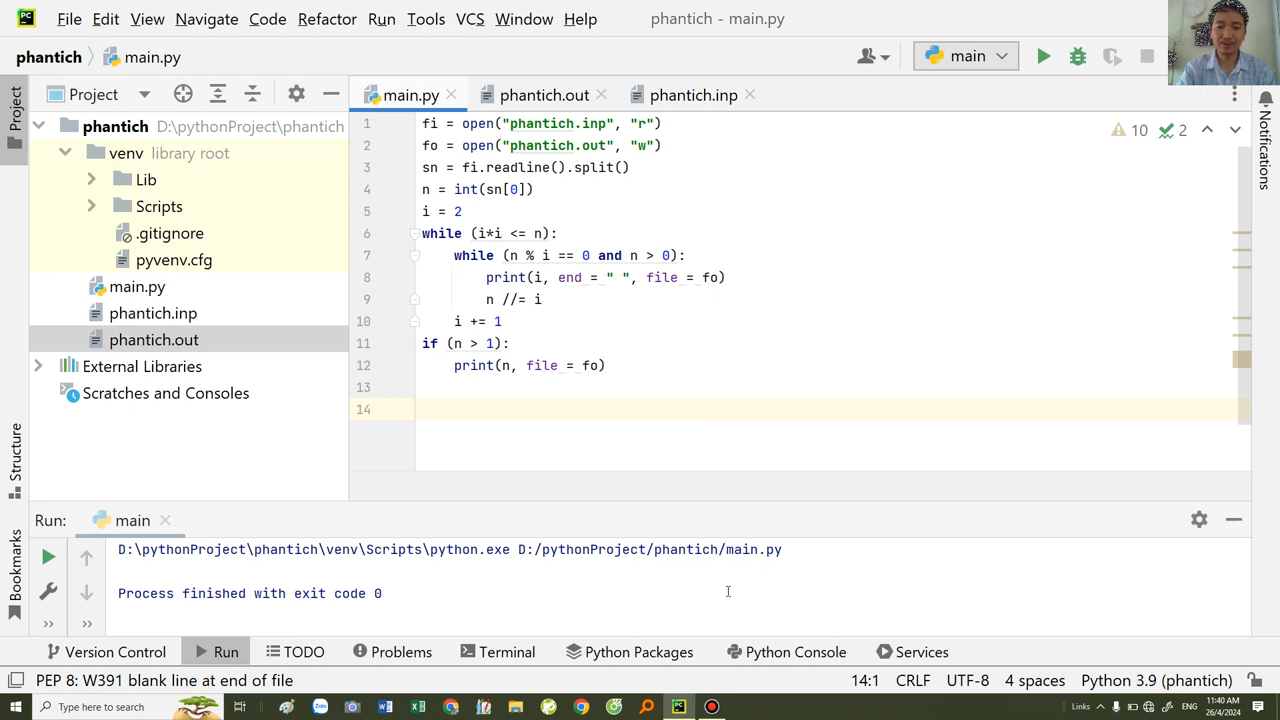 PC File Edit View Navigate Code Refactor Run Tools VCS Window Help phantich - main.py
phantich main.py main
Project main.py phantich.out phantich.inp
phantich D:\pythonProject\phantich
venv library root
Lib
Scripts
.gitignore
pyvenv.cfg
main.py
phantich.inp
phantich.out
External Libraries
Scratches and Consoles
Project
Structure
Bookmarks
Notifications
10 2
1 fi = open("phantich.inp", "r")
2 fo = open("phantich.out", "w")
3 sn = fi.readline().split()
4 n = int(sn[0])
5 i = 2
6 while (i*i <= n):
7 while (n % i == 0 and n > 0):
8 print(i, end = " ", file = fo)
9 n //= i
10 i += 1
11 if (n > 1):
12 print(n, file = fo)
13
14
Run: main
D:\pythonProject\phantich\venv\Scripts\python.exe D:/pythonProject/phantich/main.py
Process finished with exit code 0
Version Control Run TODO Problems Terminal Python Packages Python Console Services
PEP 8: W391 blank line at end of file 14:1 CRLF UTF-8 4 spaces Python 3.9 (phantich)
Type here to search Links ENG 11:40 AM
26/4/2024